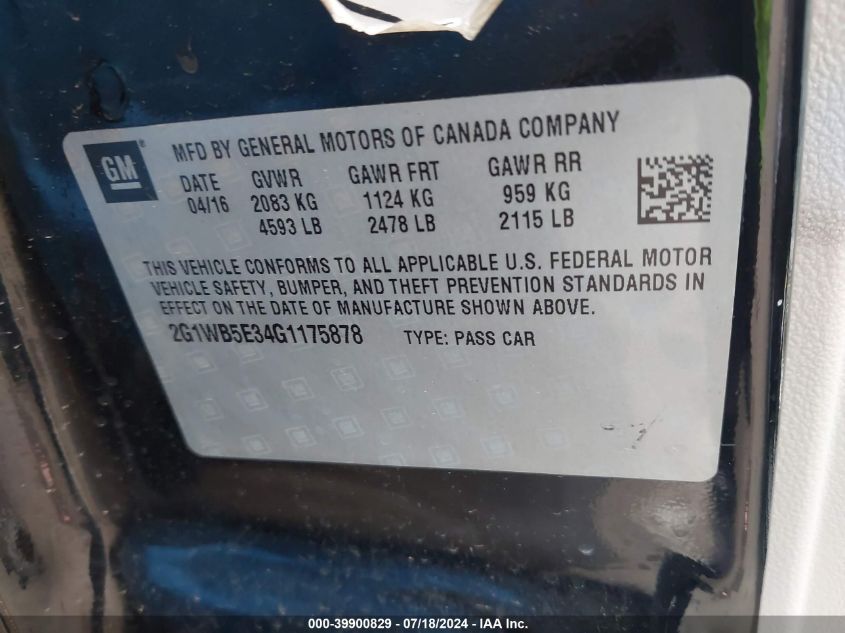 GM
MFD BY GENERAL MOTORS OF CANADA COMPANY
DATE GVWR GAWR FRT GAWR RR
04/16 2083 KG 1124 KG 959 KG
4593 LB 2478 LB 2115 LB
THIS VEHICLE CONFORMS TO ALL APPLICABLE U.S. FEDERAL MOTOR
VEHICLE SAFETY, BUMPER, AND THEFT PREVENTION STANDARDS IN
EFFECT ON THE DATE OF MANUFACTURE SHOWN ABOVE.
2G1WB5E34G1175878 TYPE: PASS CAR
000-39900829 - 07/18/2024 - IAA Inc.